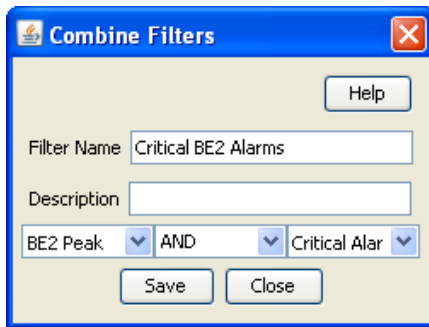 Combine Filters
Help
Filter Name Critical BE2 Alarms
Description
BE2 Peak AND Critical Alar
Save Close